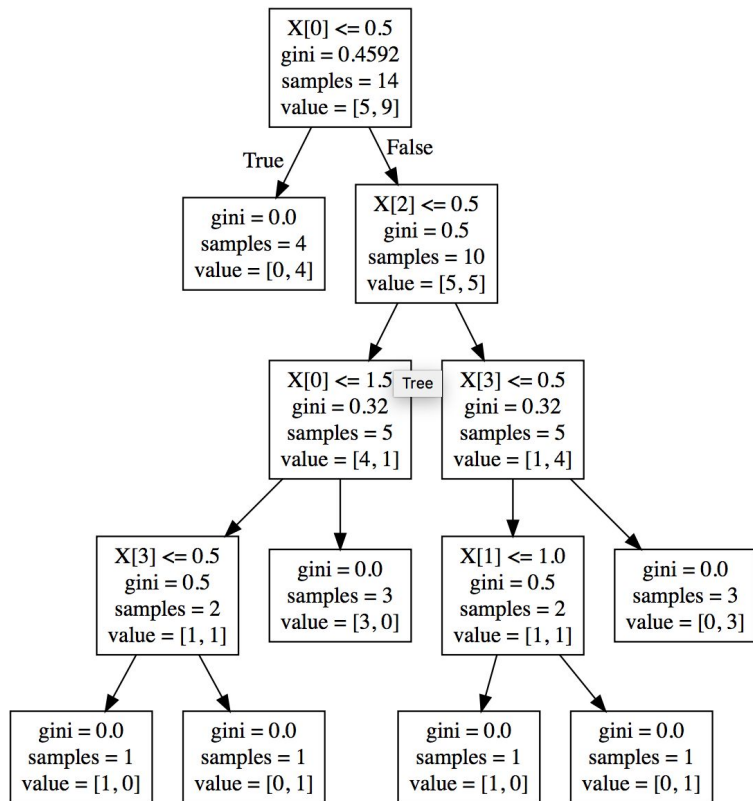 X[0] <= 0.5
gini = 0.4592
samples = 14
value = [5, 9]
True
False
gini = 0.0
samples = 4
value = [0, 4]
X[2] <= 0.5
gini = 0.5
samples = 10
value = [5, 5]
X[0] <= 1.5
gini = 0.32
samples = 5
value = [4, 1]
Tree
X[3] <= 0.5
gini = 0.32
samples = 5
value = [1, 4]
X[3] <= 0.5
gini = 0.5
samples = 2
value = [1, 1]
gini = 0.0
samples = 3
value = [3, 0]
X[1] <= 1.0
gini = 0.5
samples = 2
value = [1, 1]
gini = 0.0
samples = 3
value = [0, 3]
gini = 0.0
samples = 1
value = [1, 0]
gini = 0.0
samples = 1
value = [0, 1]
gini = 0.0
samples = 1
value = [1, 0]
gini = 0.0
samples = 1
value = [0, 1]